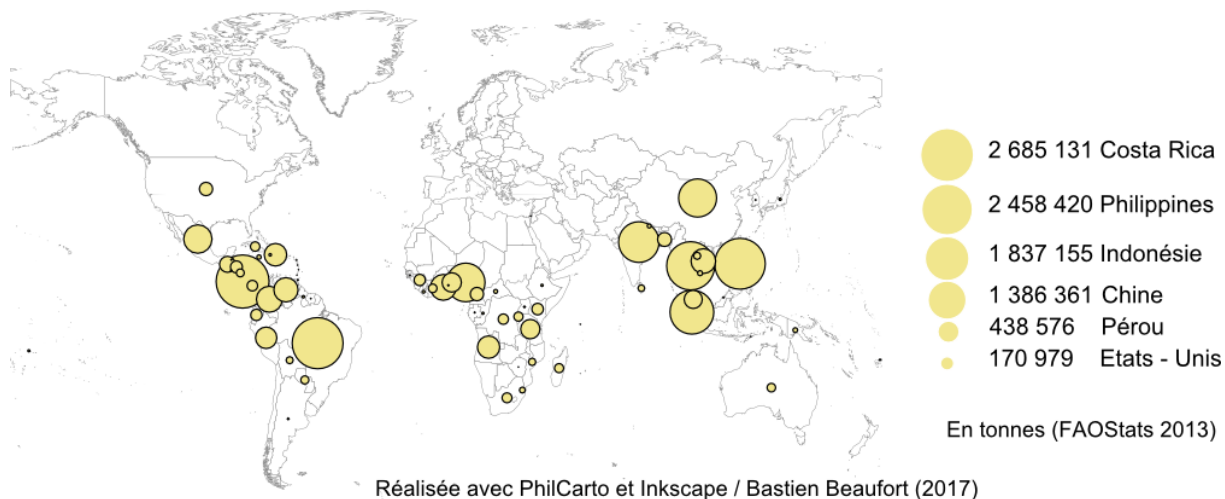 2 685 131 Costa Rica
2 458 420 Philippines
1 837 155 Indonésie
1 386 361 Chine
438 576 Pérou
170 979 Etats - Unis
En tonnes (FAOStats 2013)
Réalisée avec PhilCarto et Inkscape / Bastien Beaufort (2017)